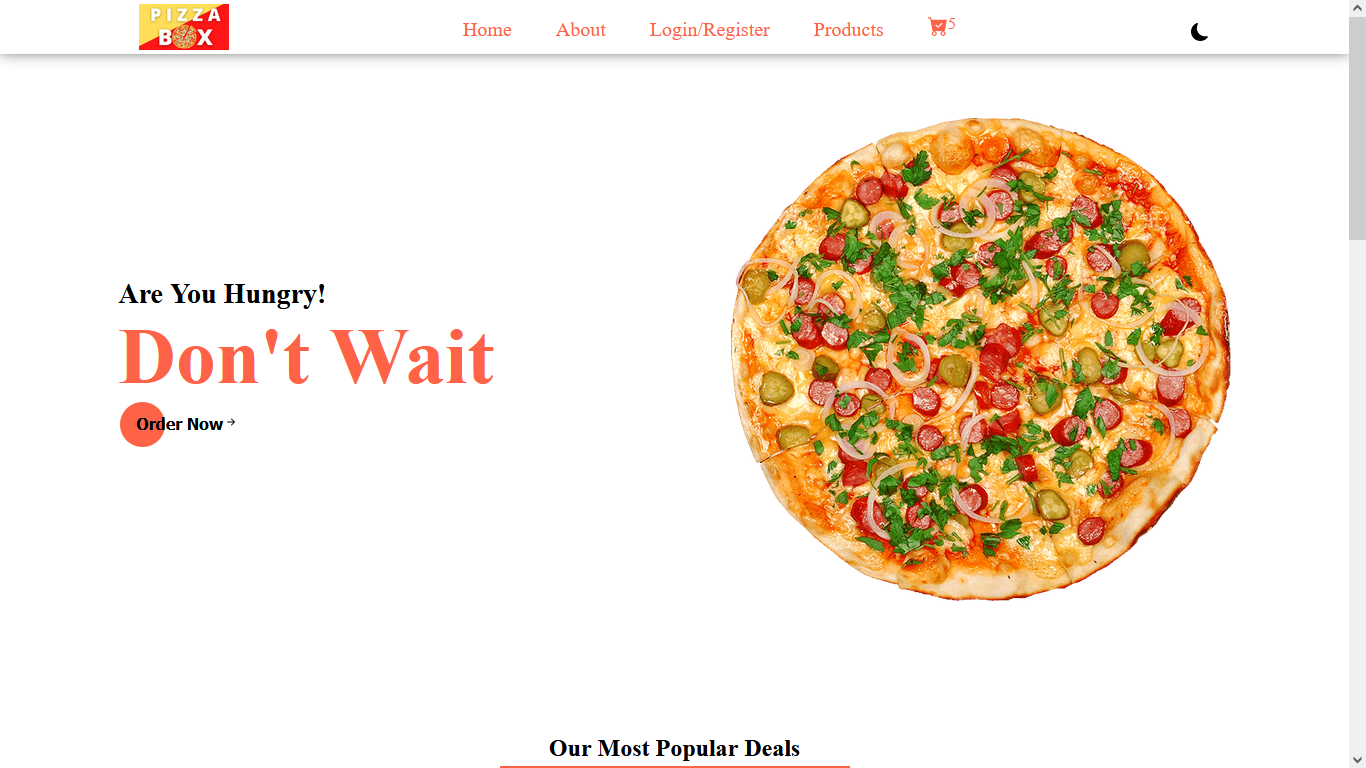 PIZZA
BOX
Home About Login/Register Products 5
Are You Hungry!
Don't Wait
Order Now
Our Most Popular Deals